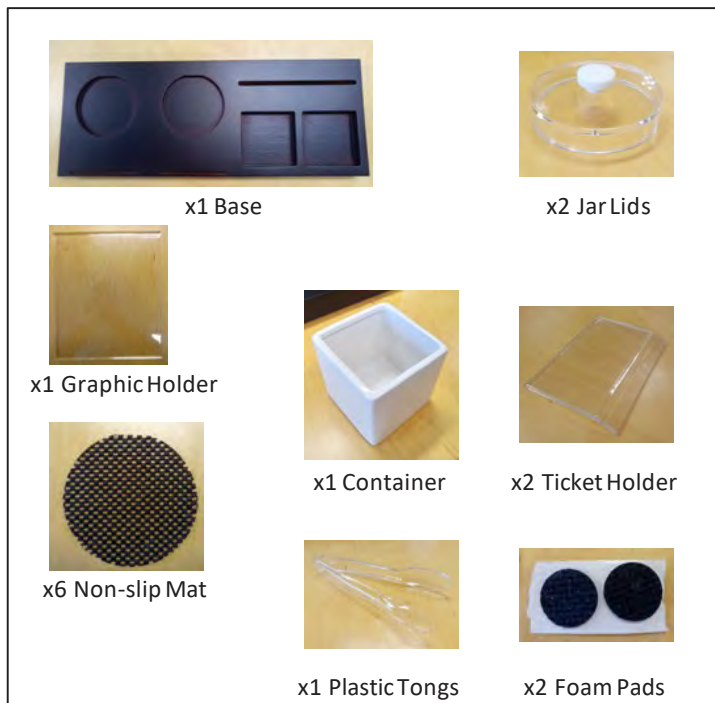 x1 Base
x2 Jar Lids
x1 Graphic Holder
x1 Container
x2 Ticket Holder
x6 Non-slip Mat
x1 Plastic Tongs
x2 Foam Pads